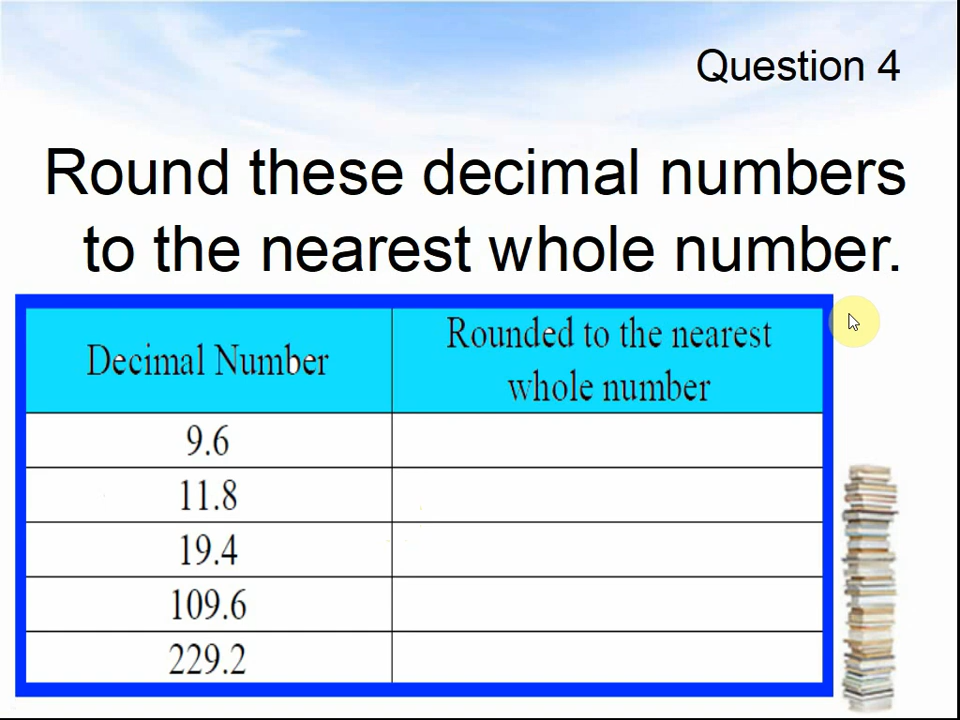 Question 4
Round these decimal numbers
to the nearest whole number.
Decimal Number
Rounded to the nearest
whole number
9.6
11.8
19.4
109.6
229.2